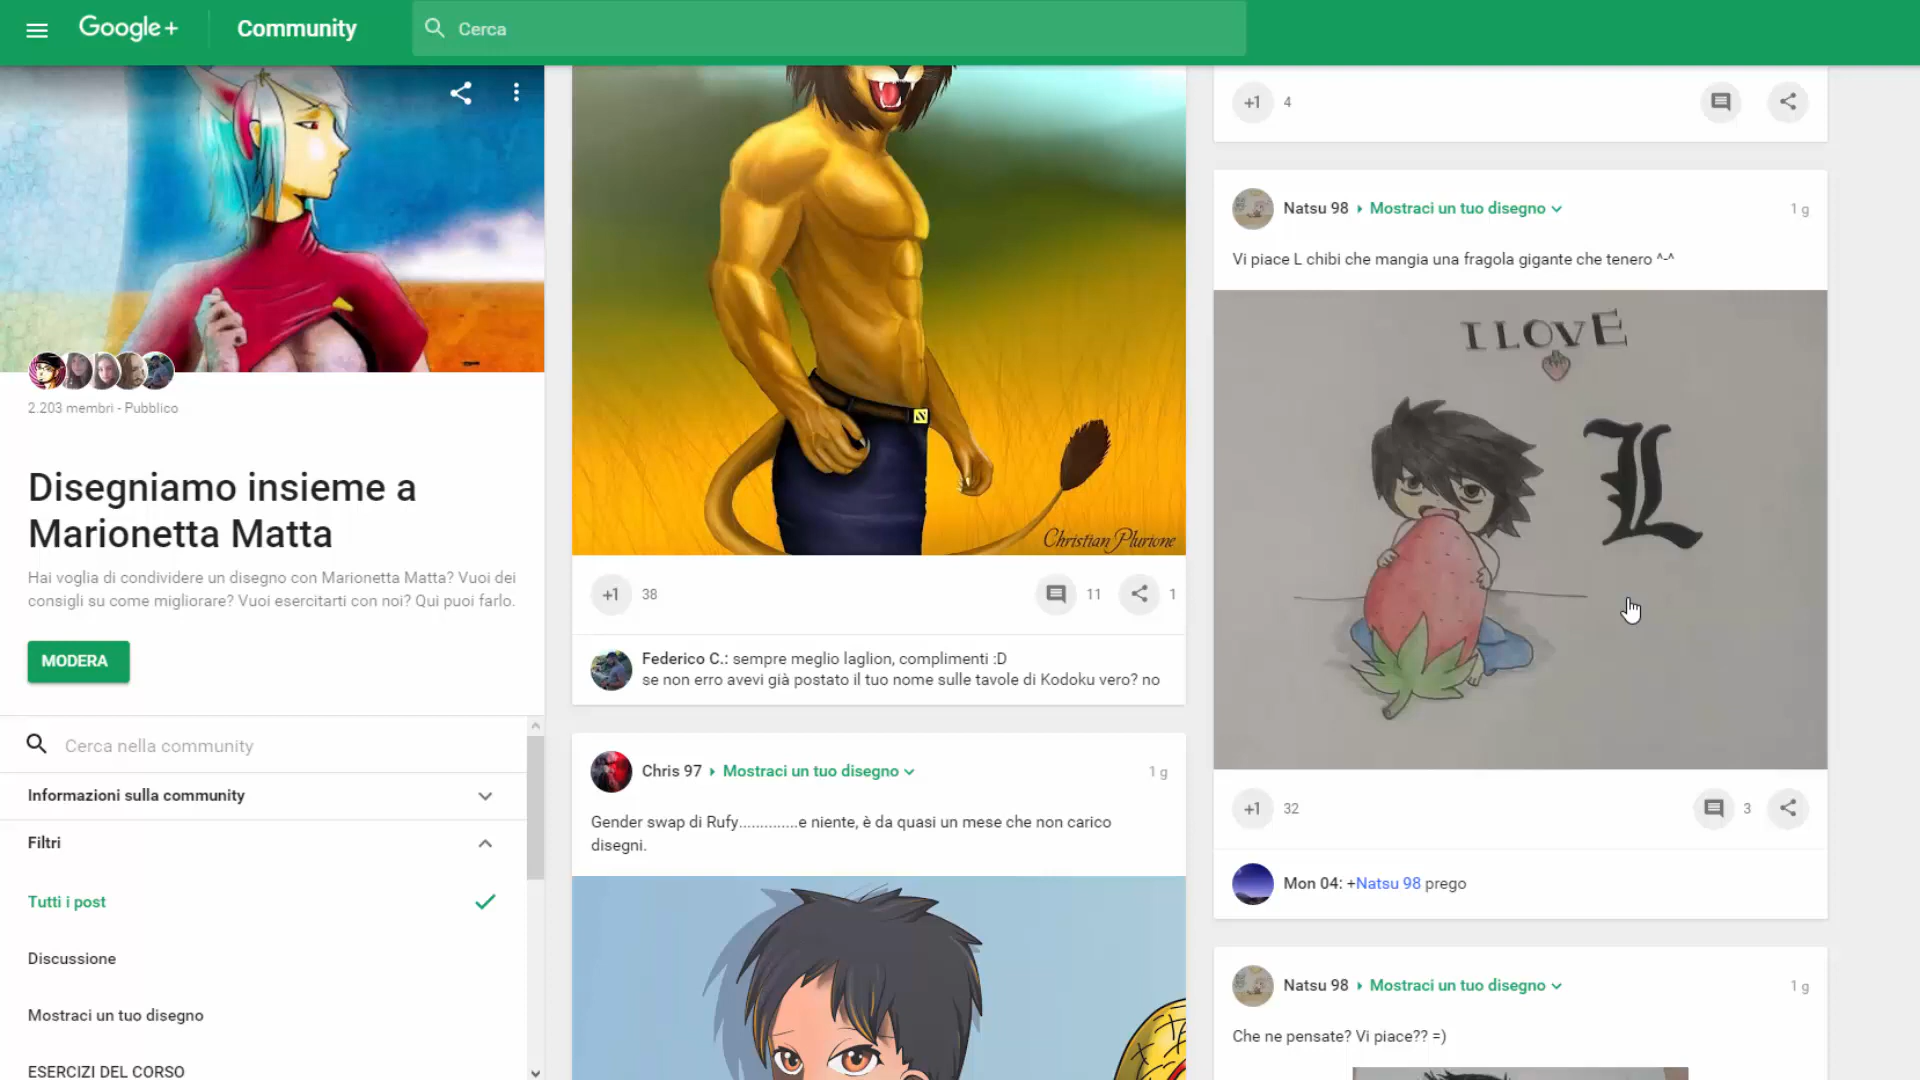 Google+
Community
Cerca
2.203 membri - Pubblico
Disegniamo insieme a
Marionetta Matta
Hai voglia di condividere un disegno con Marionetta Matta? Vuoi dei
consigli su come migliorare? Vuoi esercitarti con noi? Qui puoi farlo.
MODERA
Cerca nella community
Informazioni sulla community
Filtri
Tutti i post
Discussione
Mostraci un tuo disegno
ESERCIZI DEL CORSO
Christian Plurione
+1 38 11 1
Federico C.: sempre meglio laglion, complimenti :D
se non erro avevi già postato il tuo nome sulle tavole di Kodoku vero? no
Chris 97 Mostraci un tuo disegno 1 g
Gender swap di Rufy..............e niente, è da quasi un mese che non carico
disegni.
+1 4
Natsu 98 Mostraci un tuo disegno 1 g
Vi piace L chibi che mangia una fragola gigante che tenero ^-^
I LOVE
L
+1 32 3
Mon 04: +Natsu 98 prego
Natsu 98 Mostraci un tuo disegno 1 g
Che ne pensate? Vi piace?? =)